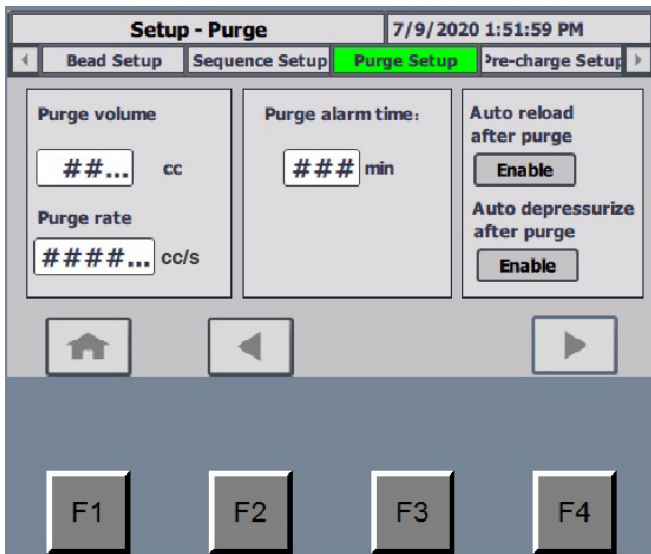 Setup - Purge
7/9/2020 1:51:59 PM
Bead Setup
Sequence Setup
Purge Setup
Pre-charge Setup
Purge volume
##... cc
Purge rate
####... cc/s
Purge alarm time:
### min
Auto reload
after purge
Enable
Auto depressurize
after purge
Enable
F1
F2
F3
F4